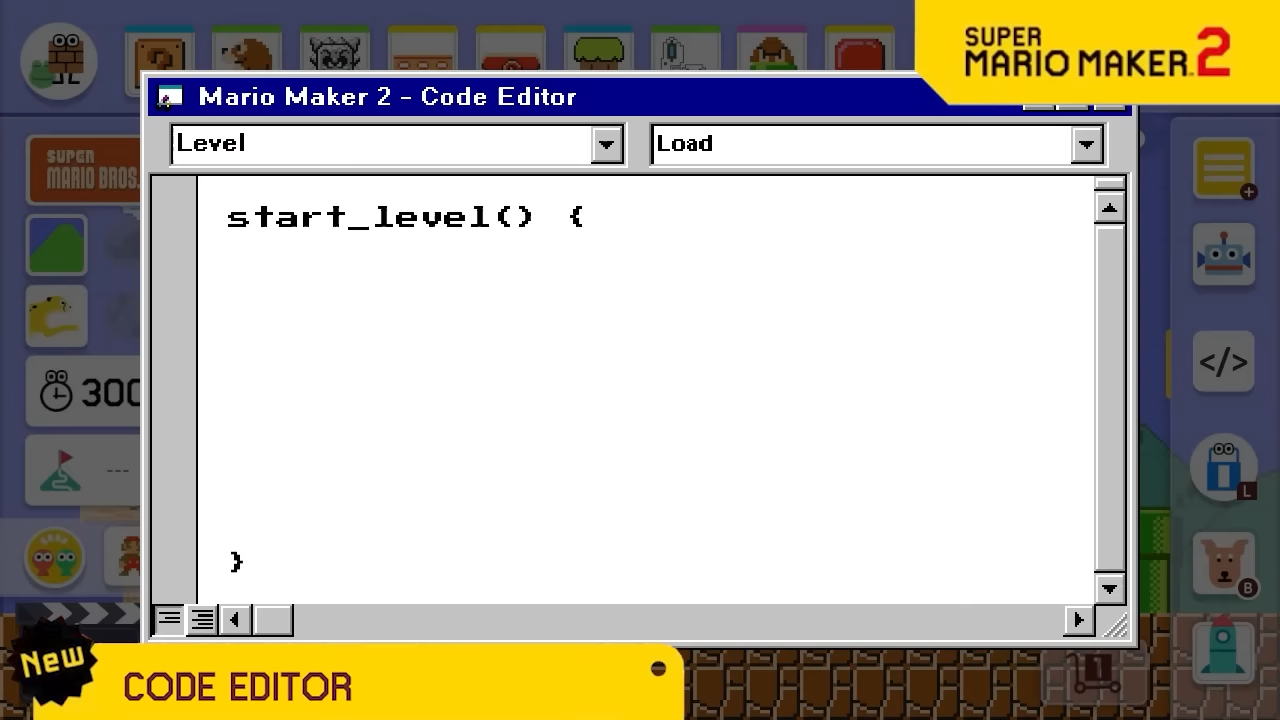 SUPER
MARIO MAKER 2
Mario Maker 2 - Code Editor
Level
Load
SUPER
MARIO BROS.
start_level() {
</>
300
L
---
}
B
New
CODE EDITOR
1